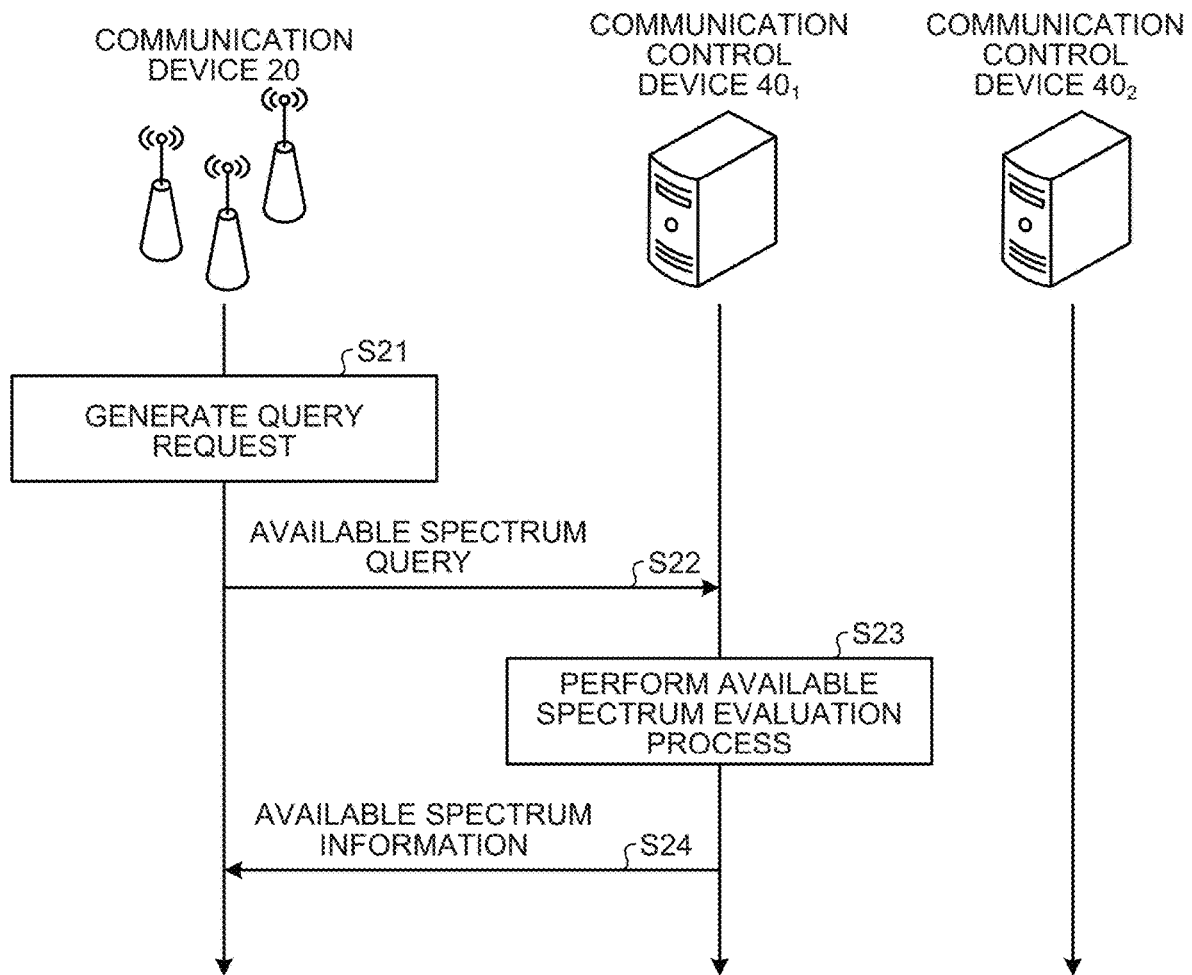 COMMUNICATION
DEVICE 20
COMMUNICATION
CONTROL
DEVICE 40₁
COMMUNICATION
CONTROL
DEVICE 40₂
S21
GENERATE QUERY
REQUEST
AVAILABLE SPECTRUM
QUERY
S22
S23
PERFORM AVAILABLE
SPECTRUM EVALUATION
PROCESS
AVAILABLE SPECTRUM
INFORMATION
S24